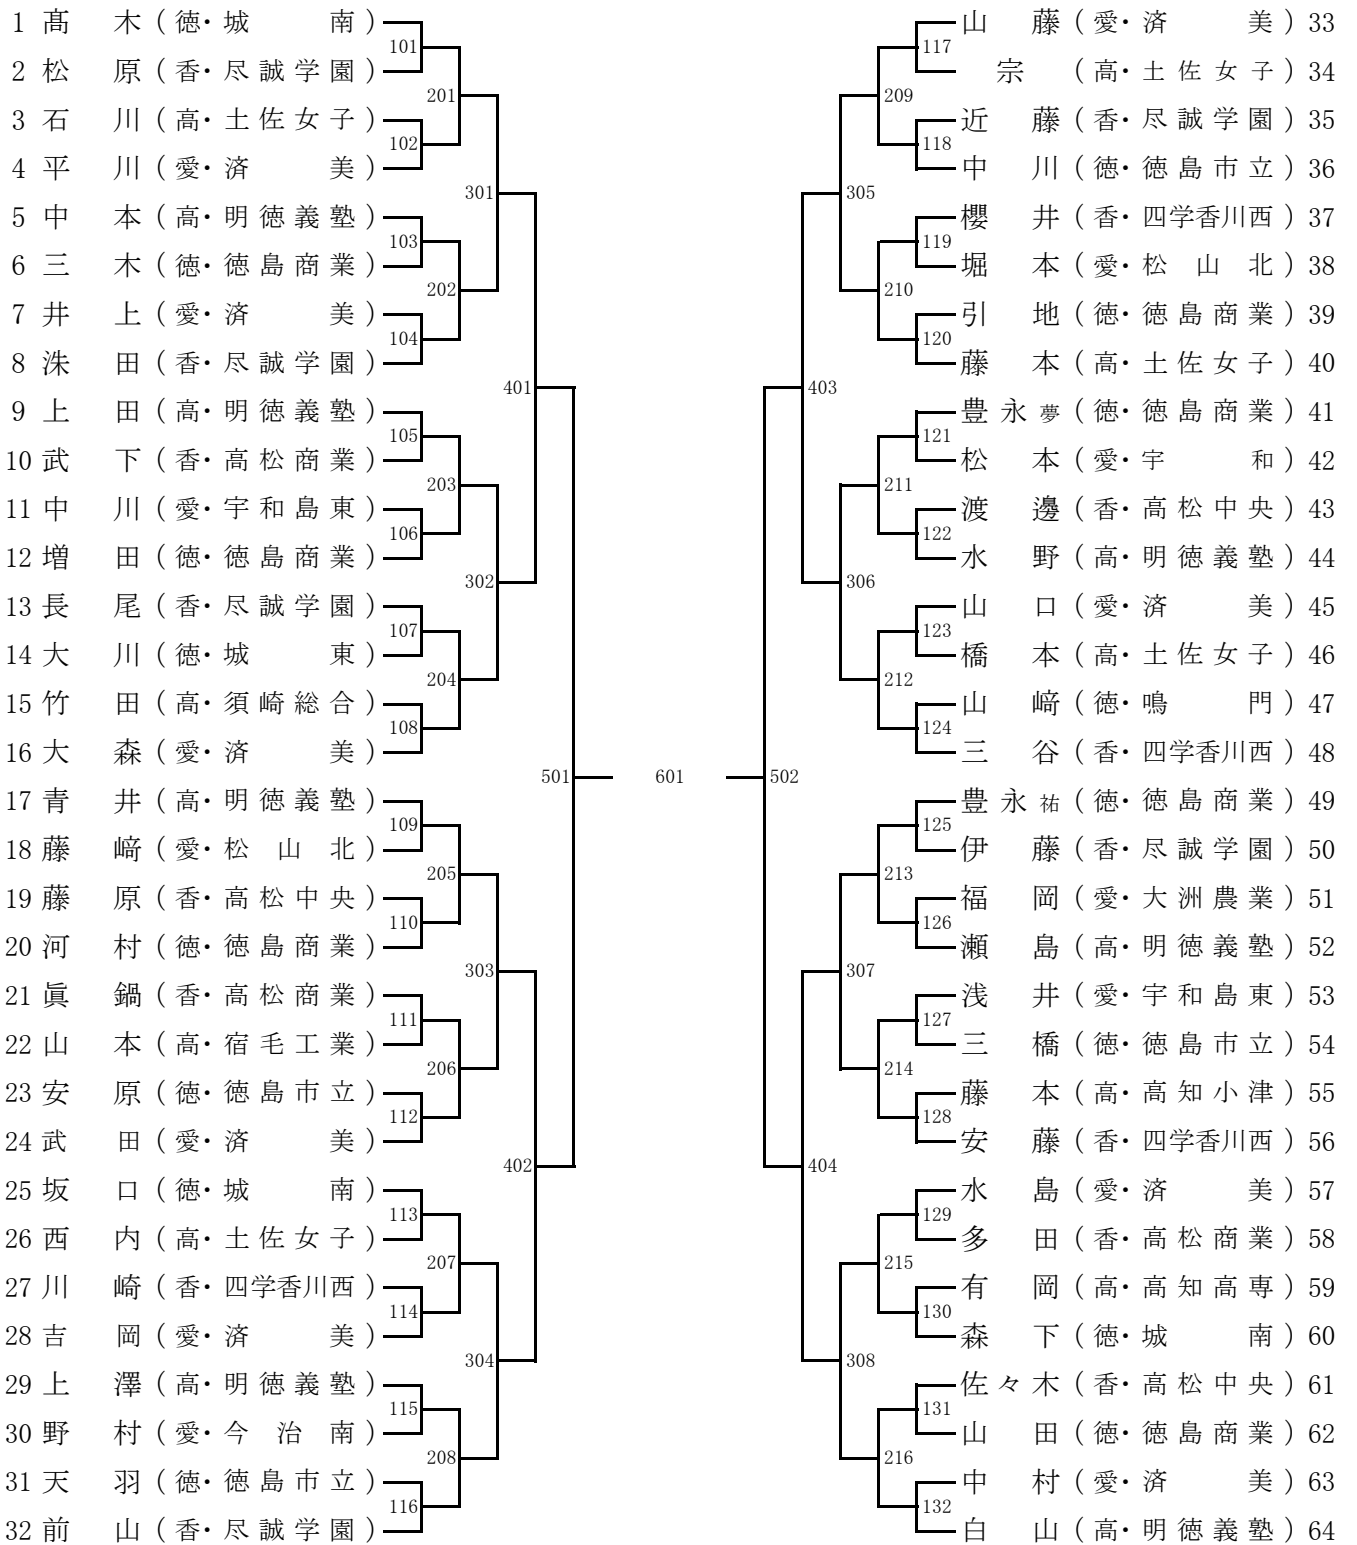 1 髙 木 ( 徳・城 南 ) 山 藤 ( 愛・済 美 ) 33
101 117
2 松 原 ( 香・尽誠学園 ) 宗 ( 高・土佐女子 ) 34
201 209
3 石 川 ( 高・土佐女子 ) 近 藤 ( 香・尽誠学園 ) 35
102 118
4 平 川 ( 愛・済 美 ) 中 川 ( 徳・徳島市立 ) 36
301 305
5 中 本 ( 高・明徳義塾 ) 櫻 井 ( 香・四学香川西 ) 37
103 119
6 三 木 ( 徳・徳島商業 ) 堀 本 ( 愛・松 山 北 ) 38
202 210
7 井 上 ( 愛・済 美 ) 引 地 ( 徳・徳島商業 ) 39
104 120
8 洙 田 ( 香・尽誠学園 ) 藤 本 ( 高・土佐女子 ) 40
401 403
9 上 田 ( 高・明徳義塾 ) 豊 永 夢 ( 徳・徳島商業 ) 41
105 121
10 武 下 ( 香・高松商業 ) 松 本 ( 愛・宇 和 ) 42
203 211
11 中 川 ( 愛・宇和島東 ) 渡 邊 ( 香・高松中央 ) 43
106 122
12 増 田 ( 徳・徳島商業 ) 水 野 ( 高・明徳義塾 ) 44
302 306
13 長 尾 ( 香・尽誠学園 ) 山 口 ( 愛・済 美 ) 45
107 123
14 大 川 ( 徳・城 東 ) 橋 本 ( 高・土佐女子 ) 46
204 212
15 竹 田 ( 高・須崎総合 ) 山 﨑 ( 徳・鳴 門 ) 47
108 124
16 大 森 ( 愛・済 美 ) 三 谷 ( 香・四学香川西 ) 48
501 601 502
17 青 井 ( 高・明徳義塾 ) 豊 永 祐 ( 徳・徳島商業 ) 49
109 125
18 藤 﨑 ( 愛・松 山 北 ) 伊 藤 ( 香・尽誠学園 ) 50
205 213
19 藤 原 ( 香・高松中央 ) 福 岡 ( 愛・大洲農業 ) 51
110 126
20 河 村 ( 徳・徳島商業 ) 瀬 島 ( 高・明徳義塾 ) 52
303 307
21 眞 鍋 ( 香・高松商業 ) 浅 井 ( 愛・宇和島東 ) 53
111 127
22 山 本 ( 高・宿毛工業 ) 三 橋 ( 徳・徳島市立 ) 54
206 214
23 安 原 ( 徳・徳島市立 ) 藤 本 ( 高・高知小津 ) 55
112 128
24 武 田 ( 愛・済 美 ) 安 藤 ( 香・四学香川西 ) 56
402 404
25 坂 口 ( 徳・城 南 ) 水 島 ( 愛・済 美 ) 57
113 129
26 西 内 ( 高・土佐女子 ) 多 田 ( 香・高松商業 ) 58
207 215
27 川 崎 ( 香・四学香川西 ) 有 岡 ( 高・高知高専 ) 59
114 130
28 吉 岡 ( 愛・済 美 ) 森 下 ( 徳・城 南 ) 60
304 308
29 上 澤 ( 高・明徳義塾 ) 佐々木 ( 香・高松中央 ) 61
115 131
30 野 村 ( 愛・今 治 南 ) 山 田 ( 徳・徳島商業 ) 62
208 216
31 天 羽 ( 徳・徳島市立 ) 中 村 ( 愛・済 美 ) 63
116 132
32 前 山 ( 香・尽誠学園 ) 白 山 ( 高・明徳義塾 ) 64